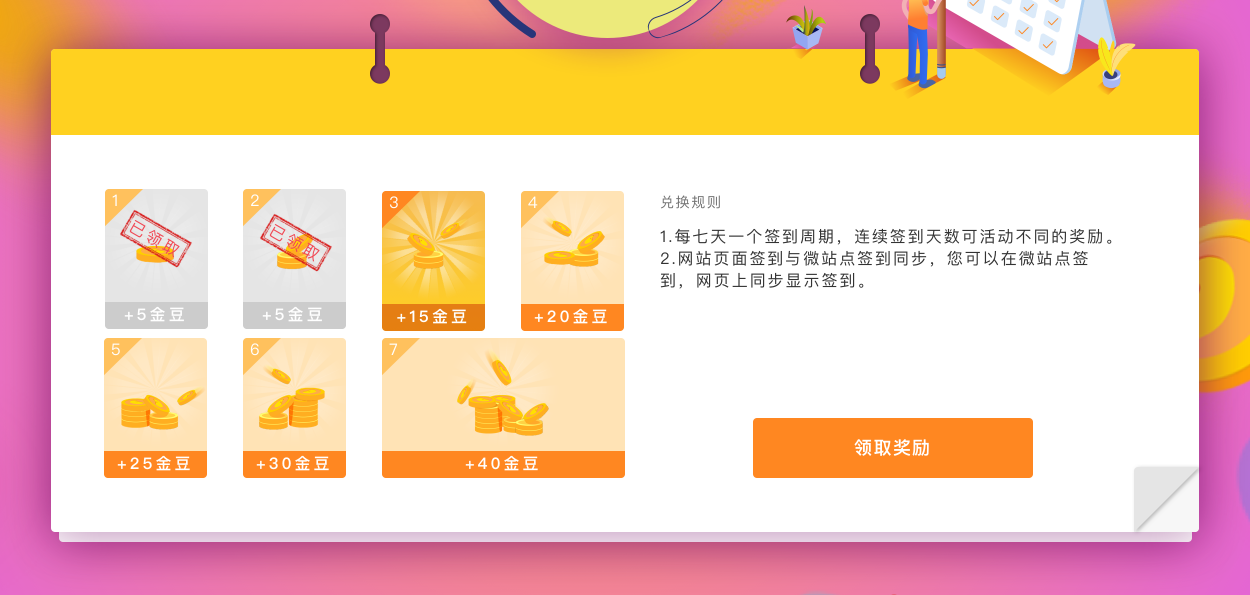 1
已领取
+5金豆
2
已领取
+5金豆
3
+15金豆
4
+20金豆
5
+25金豆
6
+30金豆
7
+40金豆
兑换规则
1.每七天一个签到周期，连续签到天数可活动不同的奖励。
2.网站页面签到与微站点签到同步，您可以在微站点签
到，网页上同步显示签到。
领取奖励